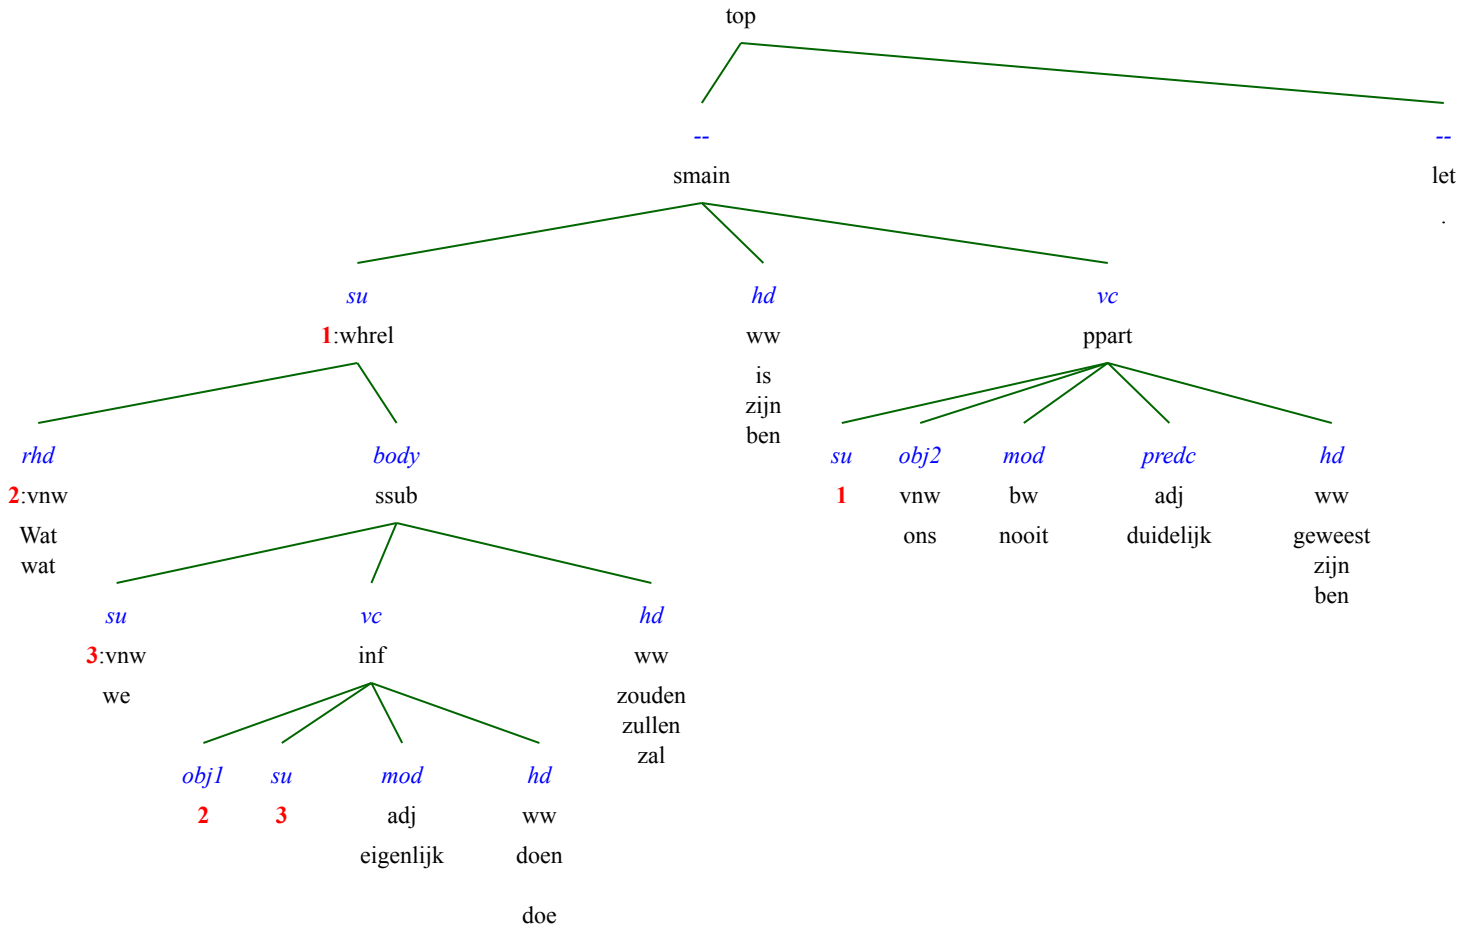 top
-- --
smain let
.
su hd vc
1:whrel ww ppart
is
zijn
ben
rhd body su obj2 mod predc hd
2:vnw ssub 1 vnw bw adj ww
Wat ons nooit duidelijk geweest
wat zijn
ben
su vc hd
3:vnw inf ww
we zouden
zullen
zal
obj1 su mod hd
2 3 adj ww
eigenlijk doen
doe